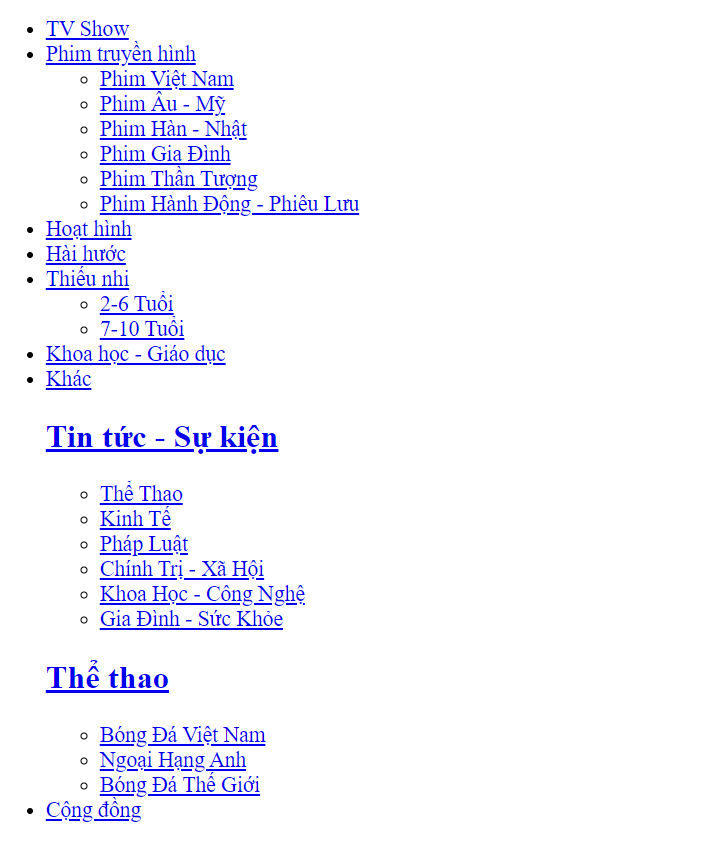 TV Show
Phim truyền hình
Phim Việt Nam
Phim Âu - Mỹ
Phim Hàn - Nhật
Phim Gia Đình
Phim Thần Tượng
Phim Hành Động - Phiêu Lưu
Hoạt hình
Hài hước
Thiếu nhi
2-6 Tuổi
7-10 Tuổi
Khoa học - Giáo dục
Khác
Tin tức - Sự kiện
Thể Thao
Kinh Tế
Pháp Luật
Chính Trị - Xã Hội
Khoa Học - Công Nghệ
Gia Đình - Sức Khỏe
Thể thao
Bóng Đá Việt Nam
Ngoại Hạng Anh
Bóng Đá Thế Giới
Cộng đồng